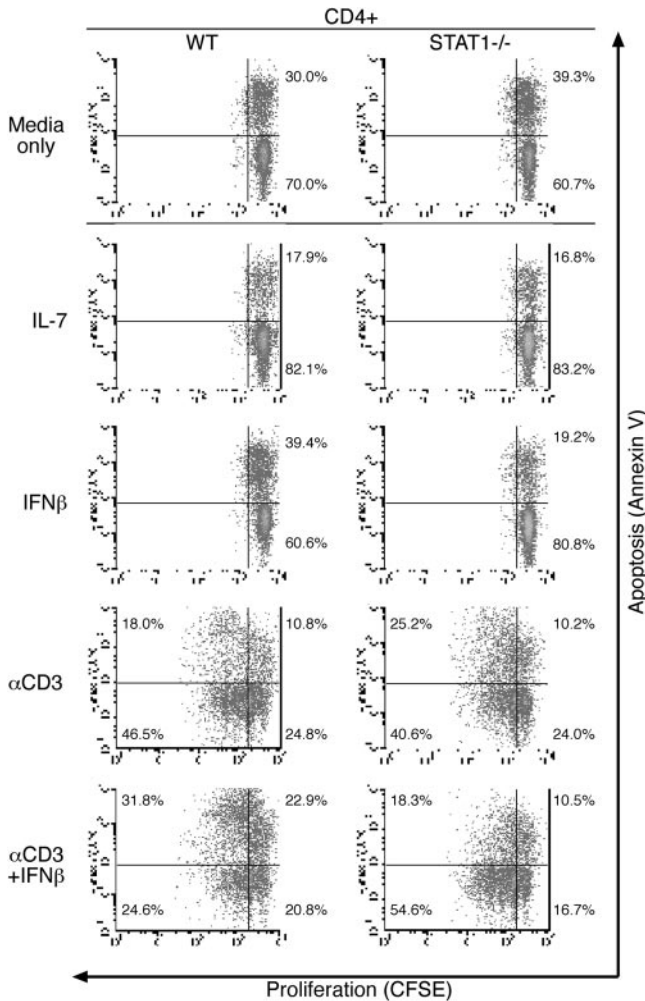 CD4+
WT STAT1-/-
Media only
30.0% 39.3%
70.0% 60.7%
IL-7
17.9% 16.8%
82.1% 83.2%
IFNβ
39.4% 19.2%
60.6% 80.8%
αCD3
18.0% 10.8% 25.2% 10.2%
46.5% 24.8% 40.6% 24.0%
αCD3 +IFNβ
31.8% 22.9% 18.3% 10.5%
24.6% 20.8% 54.6% 16.7%
Proliferation (CFSE)
Apoptosis (Annexin V)